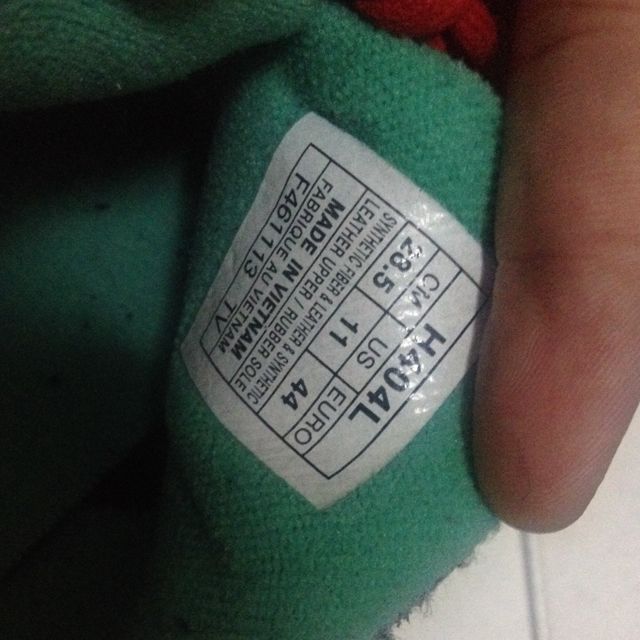 H404L
CM US EURO
28.5 11 44
SYNTHETIC FIBER & LEATHER & SYNTHETIC
LEATHER UPPER / RUBBER SOLE
MADE IN VIETNAM
FABRIQUE AU VIETNAM
F461113 TV